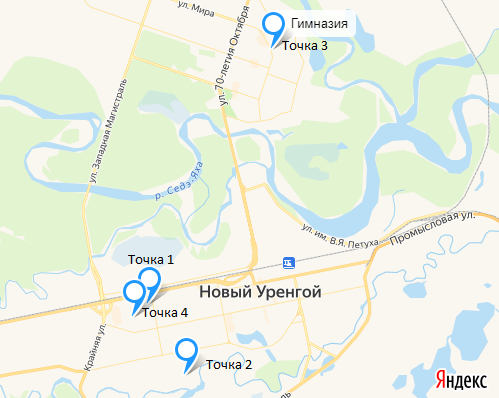 ул. Мира
ул. 70-летия Октября
Гимназия
Точка 3
ул. Западная Магистраль
р. Седэ-Яха
ул. им. В.Я. Петуха
Промысловая ул.
Точка 1
Новый Уренгой
Точка 4
Крайняя ул.
Точка 2
Яндекс